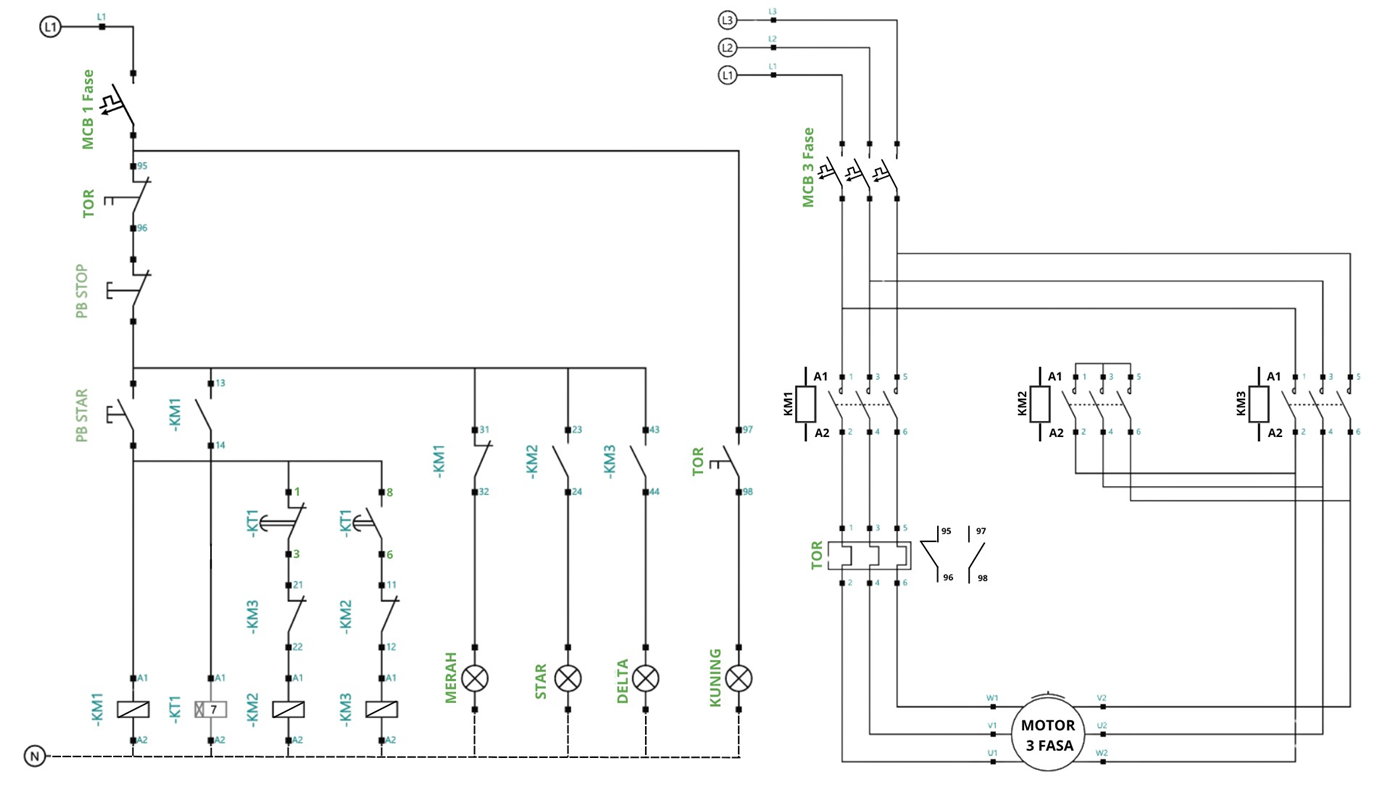 L1
L1
MCB 1 Fase
95
TOR
96
PB STOP
PB STAR
13
-KM1
14
1
-KT1
3
8
-KT1
6
21
-KM3
22
11
-KM2
12
31
-KM1
32
23
-KM2
24
43
-KM3
44
97
TOR
98
A1
-KM1
A2
A1
-KT1
7
A2
A1
-KM2
A2
A1
-KM3
A2
MERAH
STAR
DELTA
KUNING
N
L3
L3
L2
L2
L1
L1
MCB 3 Fase
KM1
A1
A2
1
3
5
2
4
6
KM2
A1
A2
1
3
5
2
4
6
KM3
A1
A2
1
3
5
2
4
6
TOR
1
3
5
2
4
6
95
97
96
98
W1
V2
V1
MOTOR
3 FASA
U2
U1
W2